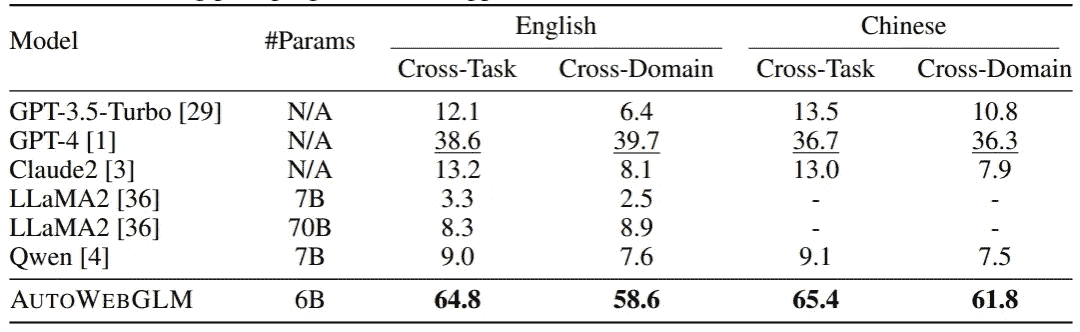 Model #Params English Chinese
Cross-Task Cross-Domain Cross-Task Cross-Domain
GPT-3.5-Turbo [29] N/A 12.1 6.4 13.5 10.8
GPT-4 [1] N/A 38.6 39.7 36.7 36.3
Claude2 [3] N/A 13.2 8.1 13.0 7.9
LLaMA2 [36] 7B 3.3 2.5 - -
LLaMA2 [36] 70B 8.3 8.9 - -
Qwen [4] 7B 9.0 7.6 9.1 7.5
AUTOWEBGLM 6B 64.8 58.6 65.4 61.8